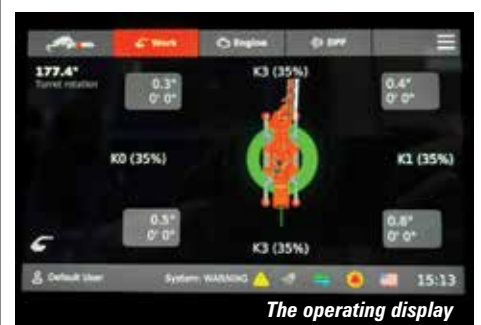 Work
Engine
DPF
177.4°
Turret rotation
K3 (35%)
0.3°
0' 0"
0.4°
0' 0"
K0 (35%)
K1 (35%)
0.5°
0' 0"
0.8°
0' 0"
K3 (35%)
Default User
System: WARNING
15:13
The operating display